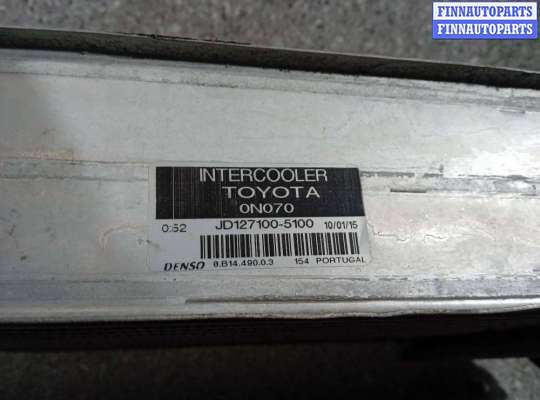 FINNAUTOPARTS
FINNAUTOPARTS
INTERCOOLER
TOYOTA
0N070
0:52 JD127100-5100 10/01/15
DENSO 8.B14.490.0.3 154 PORTUGAL